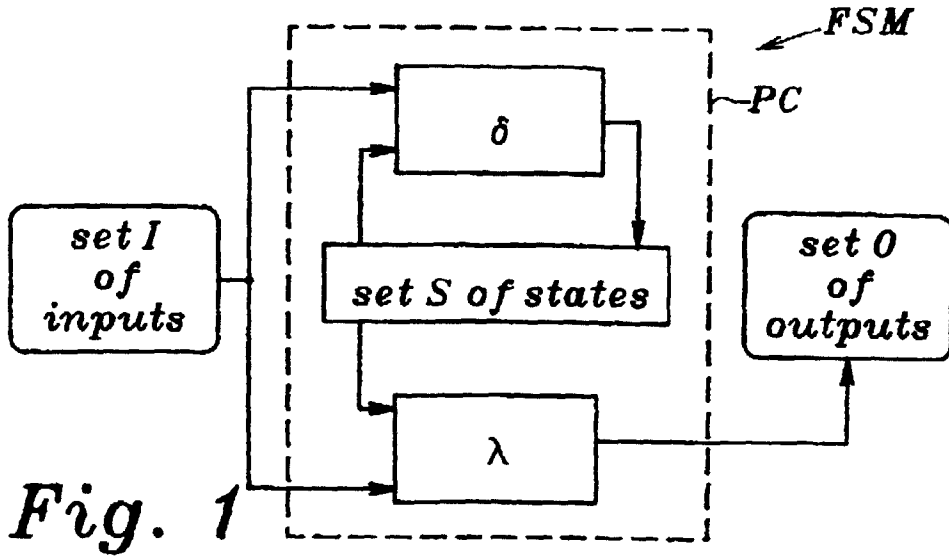 FSM
PC
δ
set I
of
inputs
set S of states
set O
of
outputs
λ
Fig. 1